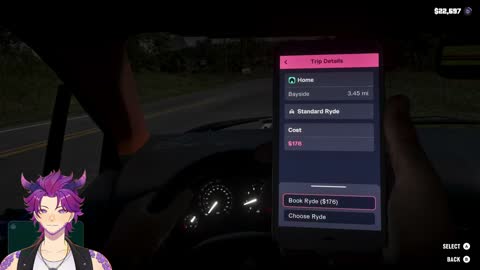 $22,697
Trip Details
Home
Bayside 3.45 mi
Standard Ryde
Cost
$176
Book Ryde ($176)
Choose Ryde
SELECT A
BACK B